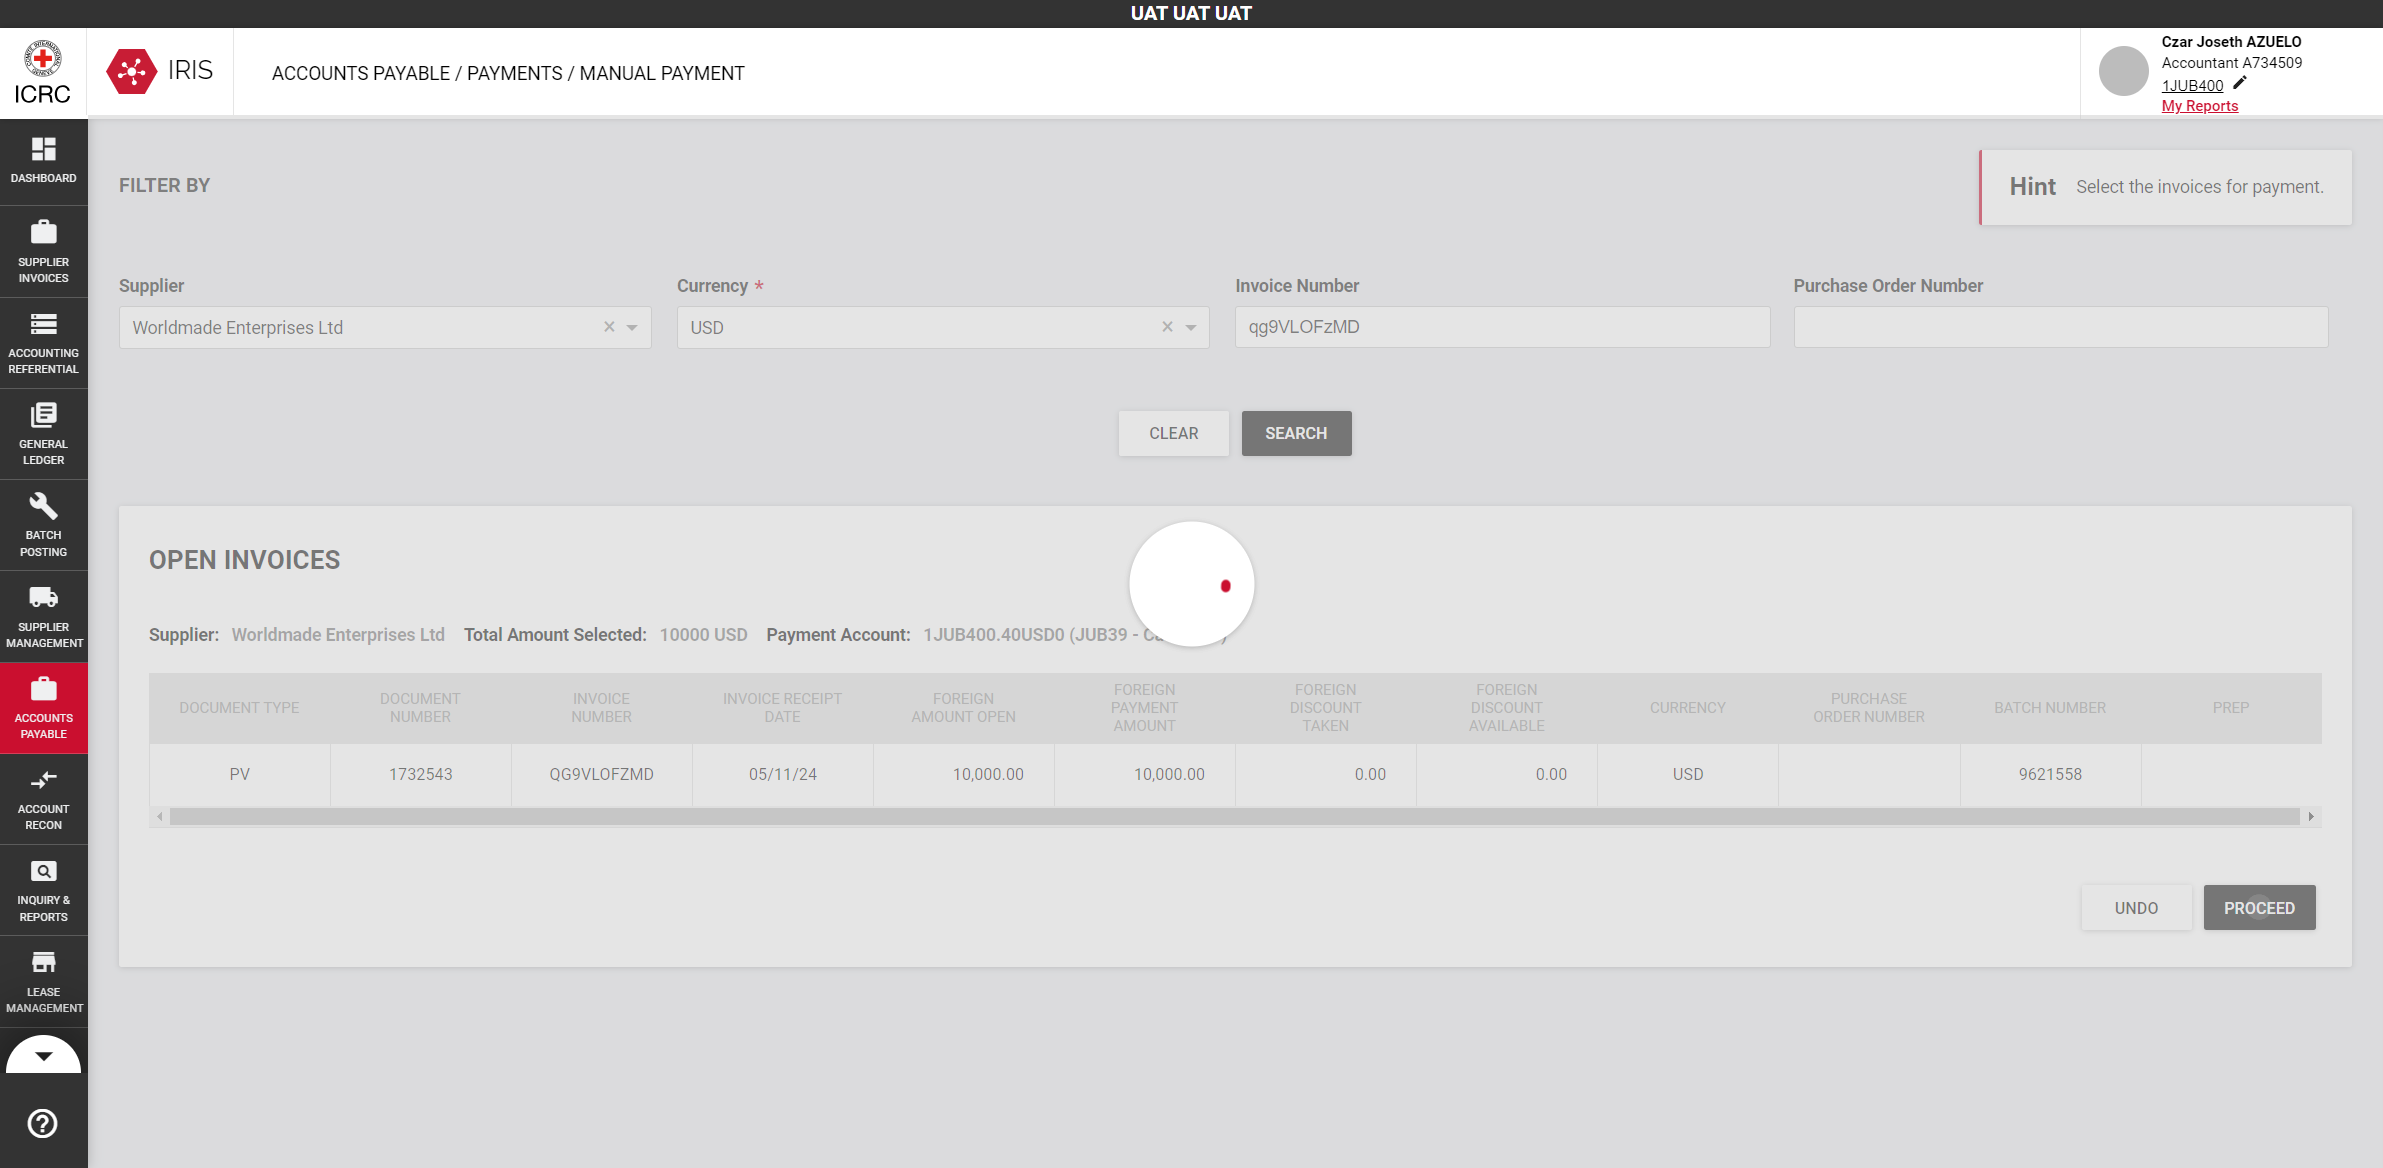 UAT UAT UAT
ICRC
IRIS
ACCOUNTS PAYABLE / PAYMENTS / MANUAL PAYMENT
Czar Joseth AZUELO
Accountant A734509
1JUB400
My Reports
DASHBOARD
SUPPLIER
INVOICES
ACCOUNTING
REFERENTIAL
GENERAL
LEDGER
BATCH
POSTING
SUPPLIER
MANAGEMENT
ACCOUNTS
PAYABLE
ACCOUNT
RECON
INQUIRY &
REPORTS
LEASE
MANAGEMENT
FILTER BY
Hint Select the invoices for payment.
Supplier Currency * Invoice Number Purchase Order Number
Worldmade Enterprises Ltd USD qg9VLOFzMD
CLEAR SEARCH
OPEN INVOICES
Supplier: Worldmade Enterprises Ltd Total Amount Selected: 10000 USD Payment Account: 1JUB400.40USD0 (JUB39 -
DOCUMENT TYPE
DOCUMENT
NUMBER
INVOICE
NUMBER
INVOICE RECEIPT
DATE
FOREIGN
AMOUNT OPEN
FOREIGN
PAYMENT
AMOUNT
FOREIGN
DISCOUNT
TAKEN
FOREIGN
DISCOUNT
AVAILABLE
CURRENCY
PURCHASE
ORDER NUMBER
BATCH NUMBER
PREP
PV 1732543 QG9VLOFZMD 05/11/24 10,000.00 10,000.00 0.00 0.00 USD 9621558
UNDO PROCEED